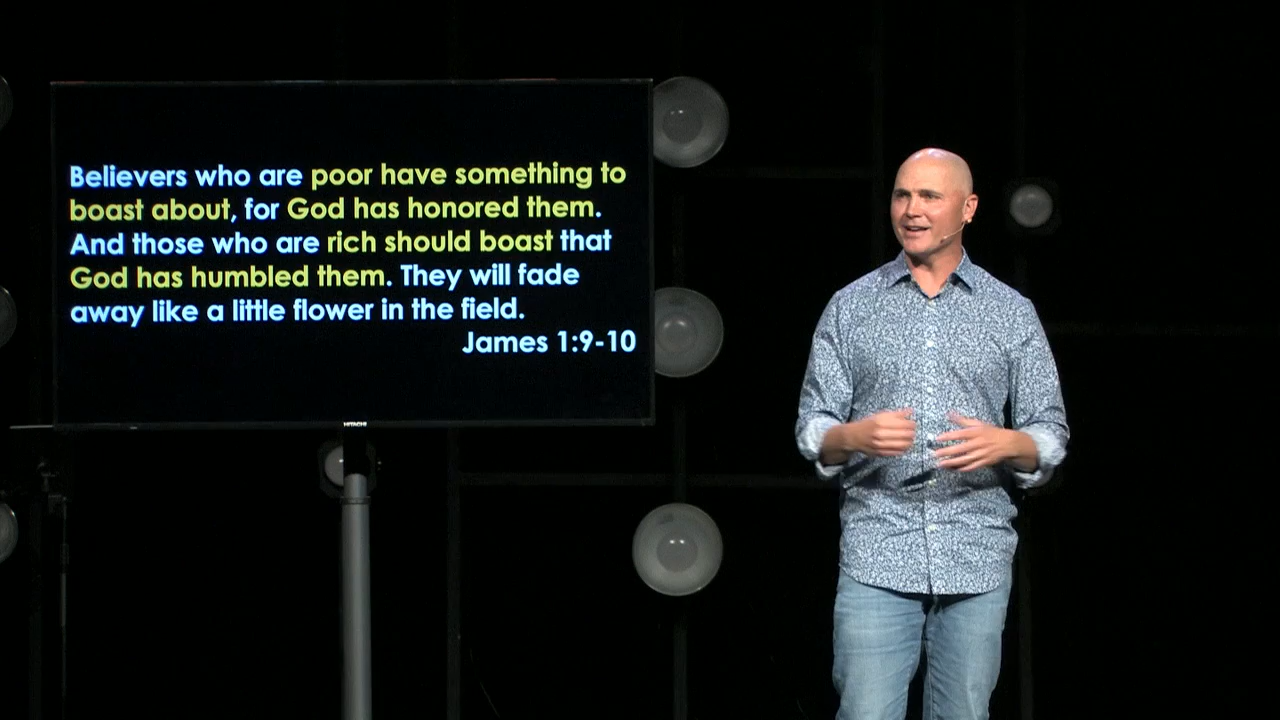 Believers who are poor have something to
boast about, for God has honored them.
And those who are rich should boast that
God has humbled them. They will fade
away like a little flower in the field.
James 1:9-10
HITACHI